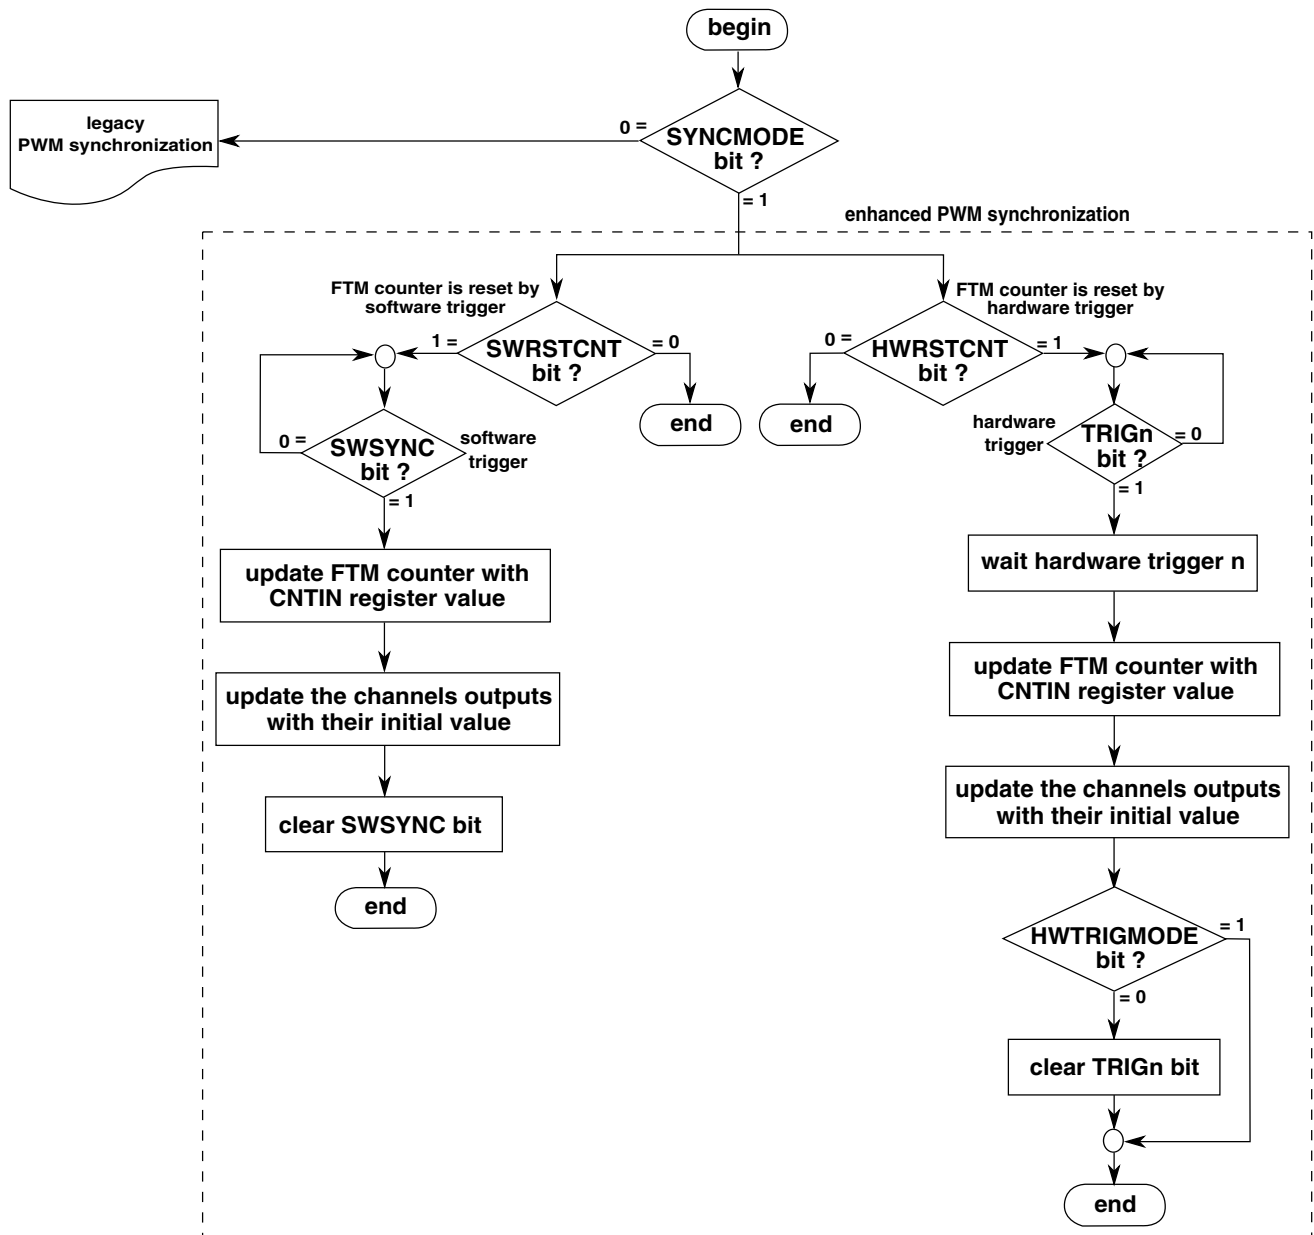 begin
legacy
PWM synchronization
0 =
SYNCMODE
bit ?
= 1
enhanced PWM synchronization
FTM counter is reset by
software trigger
1 =
SWRSTCNT
bit ?
= 0
end
FTM counter is reset by
hardware trigger
0 =
HWRSTCNT
bit ?
= 1
end
0 =
SWSYNC
bit ?
software
trigger
= 1
hardware
trigger
TRIGn
bit ?
= 0
= 1
update FTM counter with
CNTIN register value
update the channels outputs
with their initial value
clear SWSYNC bit
end
wait hardware trigger n
update FTM counter with
CNTIN register value
update the channels outputs
with their initial value
HWTRIGMODE
bit ?
= 1
= 0
clear TRIGn bit
end